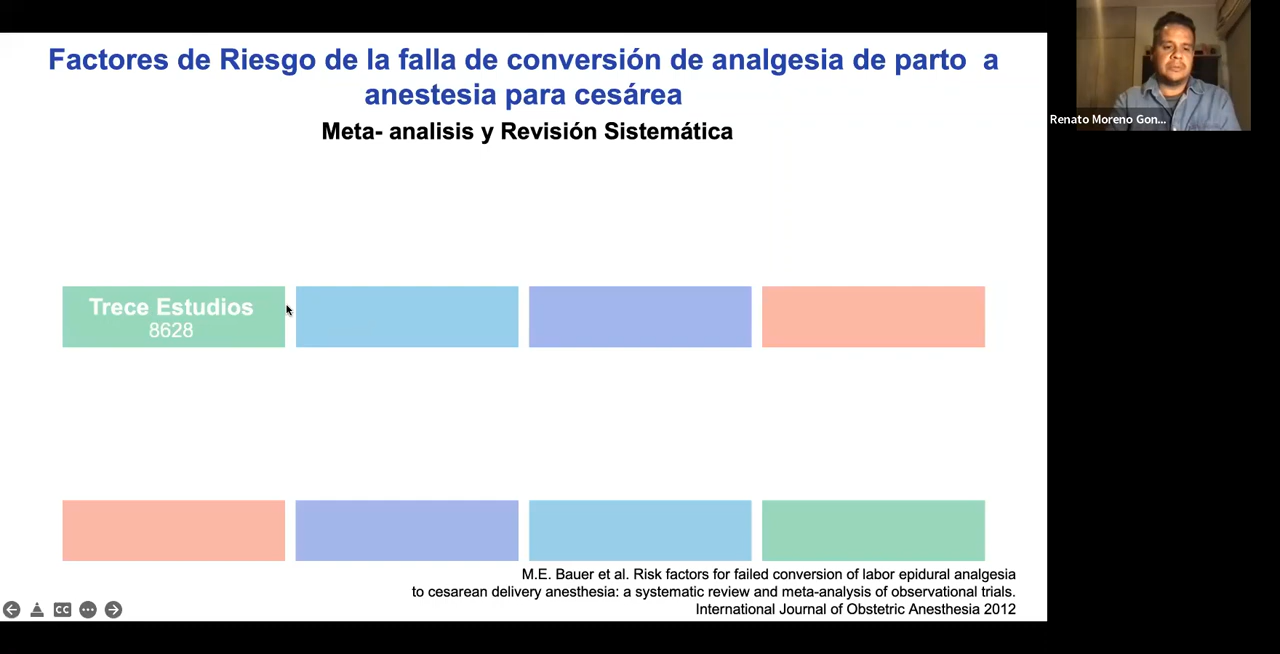 Factores de Riesgo de la falla de conversión de analgesia de parto a
anestesia para cesárea
Meta- analisis y Revisión Sistemática
Renato Moreno Gon...
Trece Estudios
8628
M.E. Bauer et al. Risk factors for failed conversion of labor epidural analgesia
to cesarean delivery anesthesia: a systematic review and meta-analysis of observational trials.
International Journal of Obstetric Anesthesia 2012
CC